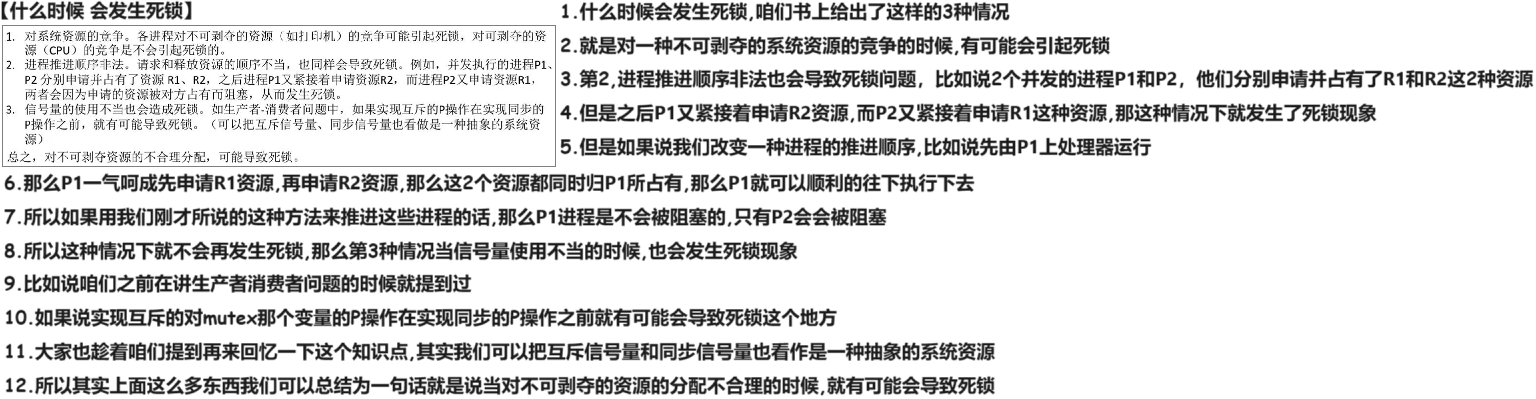 【什么时候 会发生死锁】
1. 对系统资源的竞争。各进程对不可剥夺的资源（如打印机）的竞争可能引起死锁，对可剥夺的资
源（CPU）的竞争是不会引起死锁的。
2. 进程推进顺序非法。请求和释放资源的顺序不当，也同样会导致死锁。例如，并发执行的进程P1、
P2 分别申请并占有了资源 R1、R2，之后进程P1又紧接着申请资源R2，而进程P2又申请资源R1，
两者会因为申请的资源被对方占有而阻塞，从而发生死锁。
3. 信号量的使用不当也会造成死锁。如生产者-消费者问题中，如果实现互斥的P操作在实现同步的
P操作之前，就有可能导致死锁。（可以把互斥信号量、同步信号量也看做是一种抽象的系统资
源）
总之，对不可剥夺资源的不合理分配，可能导致死锁。
1.什么时候会发生死锁,咱们书上给出了这样的3种情况
2.就是对一种不可剥夺的系统资源的竞争的时候,有可能会引起死锁
3.第2,进程推进顺序非法也会导致死锁问题，比如说2个并发的进程P1和P2，他们分别申请并占有了R1和R2这2种资源
4.但是之后P1又紧接着申请R2资源,而P2又紧接着申请R1这种资源,那这种情况下就发生了死锁现象
5.但是如果说我们改变一种进程的推进顺序,比如说先由P1上处理器运行
6.那么P1一气呵成先申请R1资源,再申请R2资源,那么这2个资源都同时归P1所占有,那么P1就可以顺利的往下执行下去
7.所以如果用我们刚才所说的这种方法来推进这些进程的话,那么P1进程是不会被阻塞的,只有P2会会被阻塞
8.所以这种情况下就不会再发生死锁,那么第3种情况当信号量使用不当的时候,也会发生死锁现象
9.比如说咱们之前在讲生产者消费者问题的时候就提到过
10.如果说实现互斥的对mutex那个变量的P操作在实现同步的P操作之前就有可能会导致死锁这个地方
11.大家也趁着咱们提到再来回忆一下这个知识点,其实我们可以把互斥信号量和同步信号量也看作是一种抽象的系统资源
12.所以其实上面这么多东西我们可以总结为一句话就是说当对不可剥夺的资源的分配不合理的时候,就有可能会导致死锁